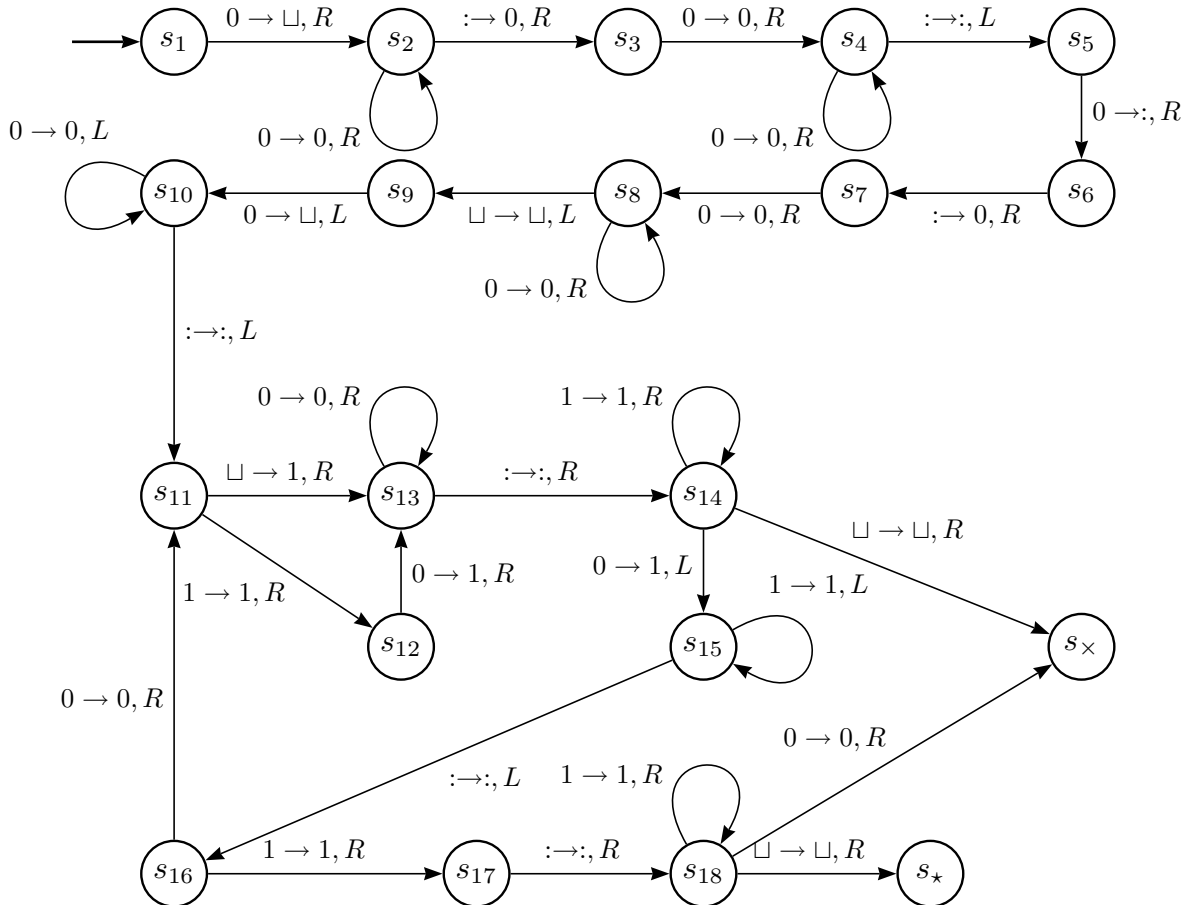 0 → ⊔, R :→ 0, R 0 → 0, R :→:, L
s₁ s₂ s₃ s₄ s₅
0 → 0, R 0 → 0, R 0 →:, R
0 → 0, L
s₁₀ s₉ s₈ s₇ s₆
0 → ⊔, L ⊔ → ⊔, L 0 → 0, R :→ 0, R
0 → 0, R
:→:, L
0 → 0, R 1 → 1, R
⊔ → 1, R :→:, R
s₁₁ s₁₃ s₁₄
⊔ → ⊔, R
1 → 1, R 0 → 1, R 0 → 1, L 1 → 1, L
s₁₂ s₁₅ s×
0 → 0, R
0 → 0, R
:→:, L 1 → 1, R
1 → 1, R :→:, R ⊔ → ⊔, R
s₁₆ s₁₇ s₁₈ s⋆